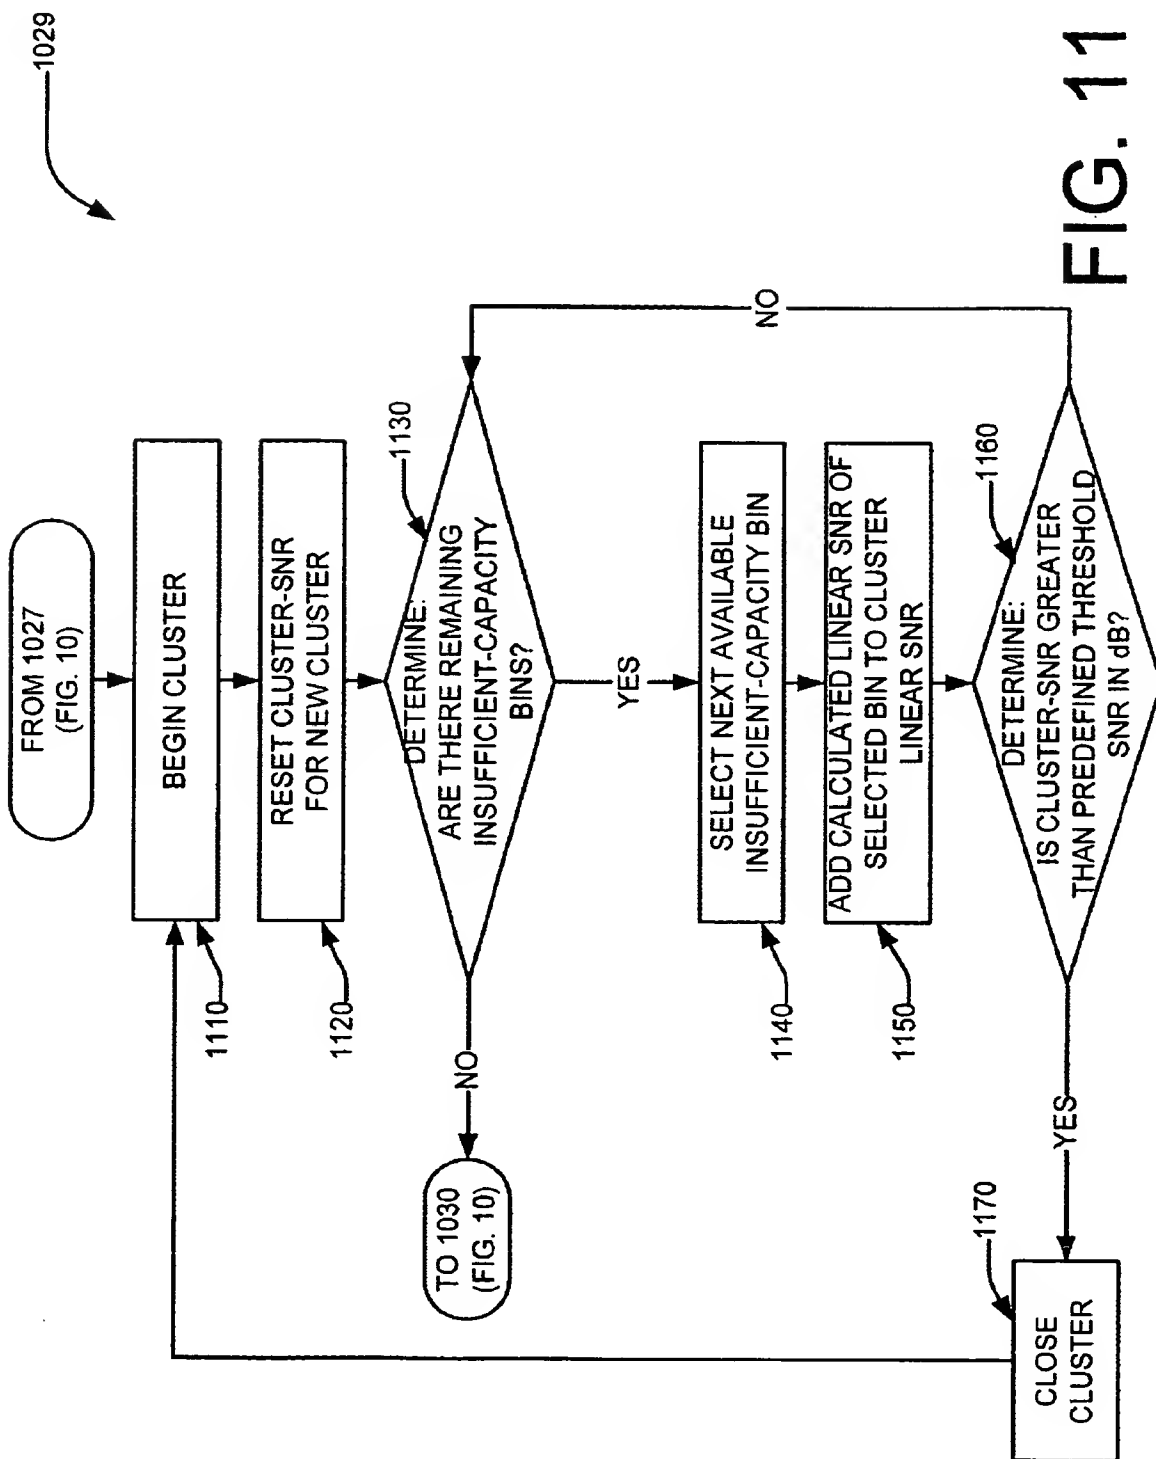 1029
FROM 1027
(FIG. 10)
BEGIN CLUSTER
1110
RESET CLUSTER-SNR
FOR NEW CLUSTER
1120
DETERMINE:
ARE THERE REMAINING
INSUFFICIENT-CAPACITY
BINS?
1130
NO
TO 1030
(FIG. 10)
YES
SELECT NEXT AVAILABLE
INSUFFICIENT-CAPACITY BIN
1140
ADD CALCULATED LINEAR SNR OF
SELECTED BIN TO CLUSTER
LINEAR SNR
1150
DETERMINE:
IS CLUSTER-SNR GREATER
THAN PREDEFINED THRESHOLD
SNR IN dB?
1160
NO
YES
CLOSE
CLUSTER
1170
FIG. 11